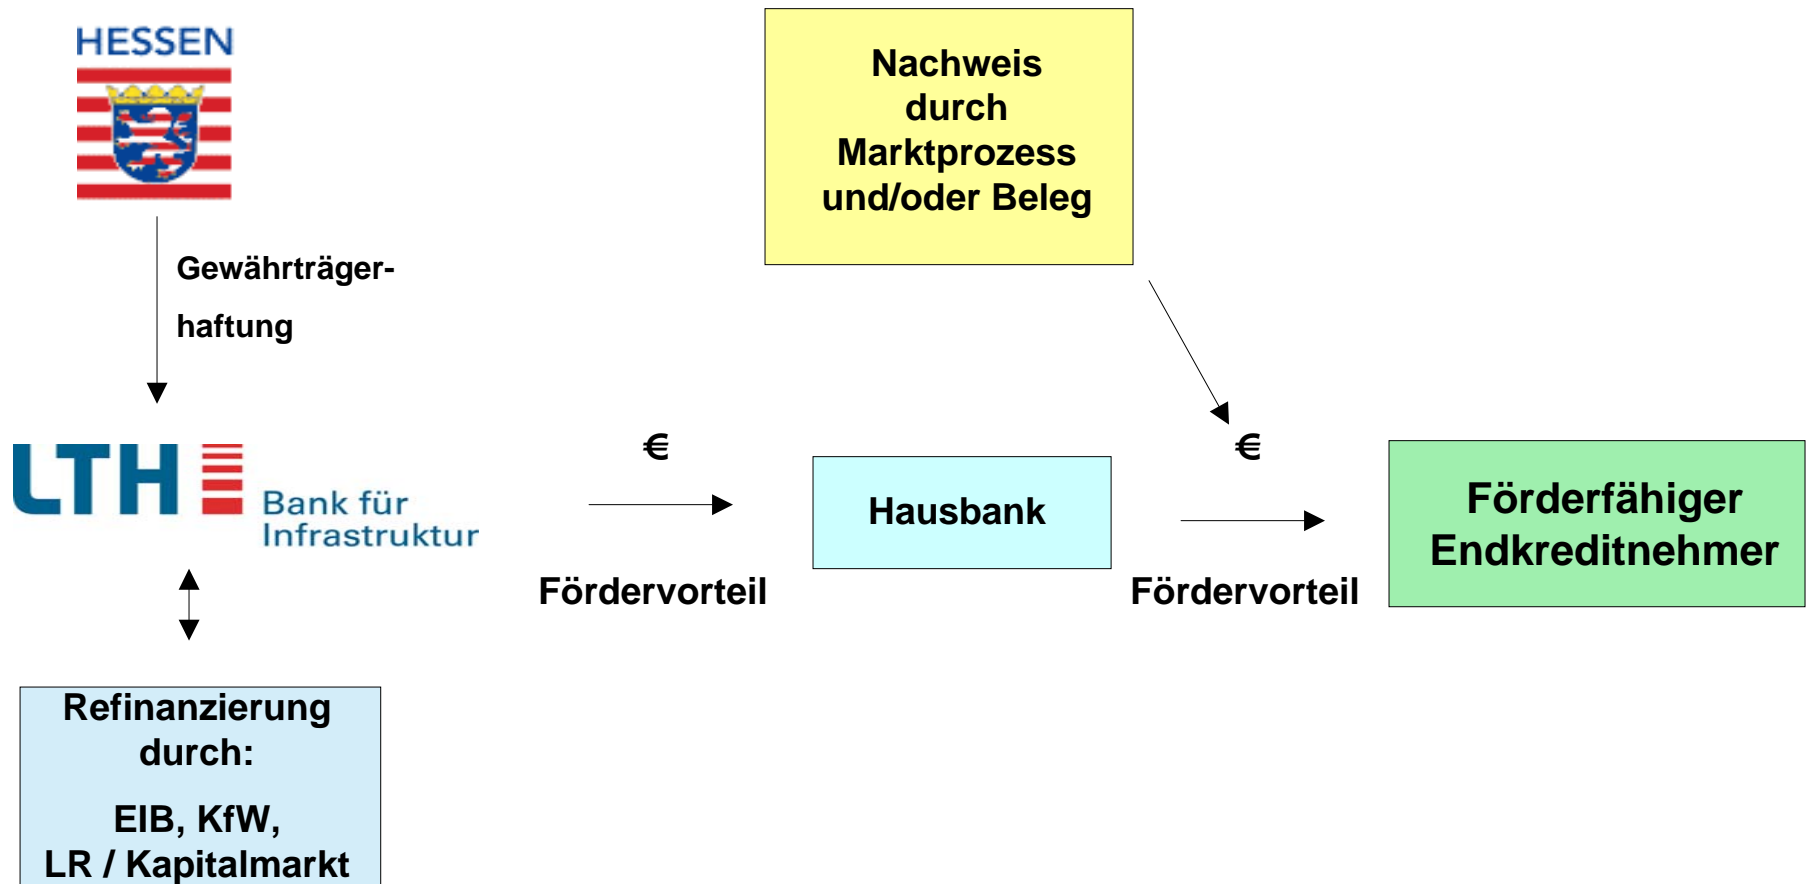 HESSEN
Nachweis
durch
Marktprozess
und/oder Beleg
Gewährträger-
haftung
LTH Bank für
Infrastruktur
€
Fördervorteil
Hausbank
€
Fördervorteil
Förderfähiger
Endkreditnehmer
Refinanzierung
durch:
EIB, KfW,
LR / Kapitalmarkt